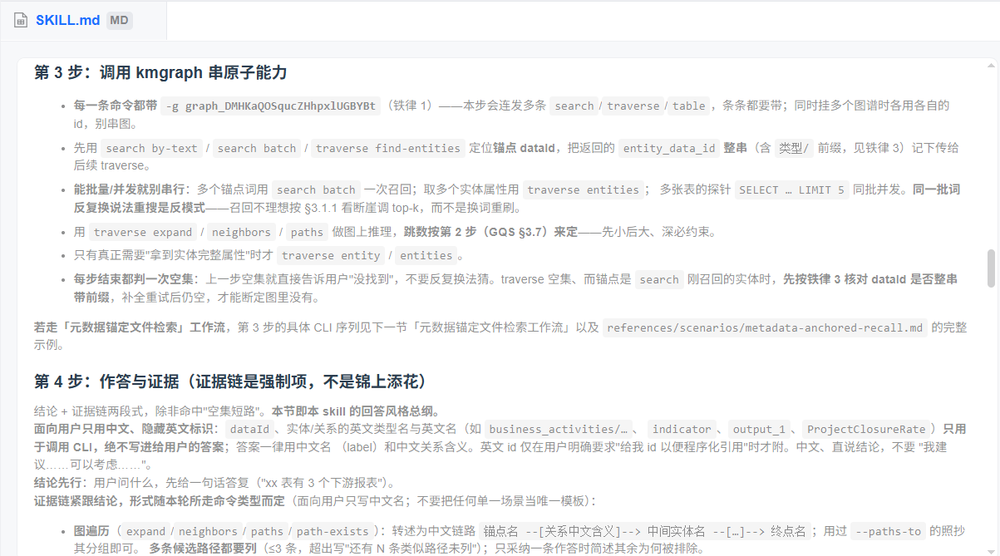 SKILL.md MD
第 3 步：调用 kmgraph 串原子能力
每一条命令都带 -g graph_DMHKaQOSqucZHhpxlUGBYBt（铁律 1）——本步会连发多条 search / traverse / table ，条条都要带；同时挂多个图谱时各用各自的
id，别串图。
先用 search by-text / search batch / traverse find-entities 定位锚点 dataId，把返回的 entity_data_id 整串（含 类型/ 前缀，见铁律 3）记下传给
后续 traverse。
能批量/并发就别串行：多个锚点词用 search batch 一次召回；取多个实体属性用 traverse entities ； 多张表的探针 SELECT … LIMIT 5 同批并发。同一批词
反复换说法重搜是反模式——召回不理想按 §3.1.1 看断崖调 top-k，而不是换词重刷。
用 traverse expand / neighbors / paths 做图上推理，跳数按第 2 步（GQS §3.7）来定——先小后大、深必约束。
只有真正需要"拿到实体完整属性"时才 traverse entity / entities 。
每步结束都判一次空集：上一步空集就直接告诉用户"没找到"，不要反复换法猜。traverse 空集、而锚点是 search 刚召回的实体时，先按铁律 3 核对 dataId 是否整串
带前缀，补全重试后仍空，才能断定图里没有。
若走「元数据锚定文件检索」工作流，第 3 步的具体 CLI 序列见下一节「元数据锚定文件检索工作流」以及 references/scenarios/metadata-anchored-recall.md 的完整
示例。
第 4 步：作答与证据（证据链是强制项，不是锦上添花）
结论 + 证据链两段式，除非命中"空集短路"。本节即本 skill 的回答风格总纲。
面向用户只用中文、隐藏英文标识： dataId 、实体/关系的英文类型名与英文名（如 business_activities/… 、 indicator 、 output_1 、 ProjectClosureRate ）只用
于调用 CLI，绝不写进给用户的答案；答案一律用中文名 （label）和中文关系含义。英文 id 仅在用户明确要求"给我 id 以便程序化引用"时才附。中文、直说结论，不要 "我建
议……可以考虑……"。
结论先行：用户问什么，先给一句话答复（"xx 表有 3 个下游报表"）。
证据链紧跟结论，形式随本轮所走命令类型而定（面向用户只写中文名；不要把任何单一场景当唯一模板）：
图遍历（ expand / neighbors / paths / path-exists ）：转述为中文链路 锚点名 --[关系中文含义]--> 中间实体名 --[…]--> 终点名 ；用过 --paths-to 的照抄
其分组即可。 多条候选路径都要列（≤3 条，超出写"还有 N 条类似路径未列"）；只采纳一条作答时简述其余为何被排除。